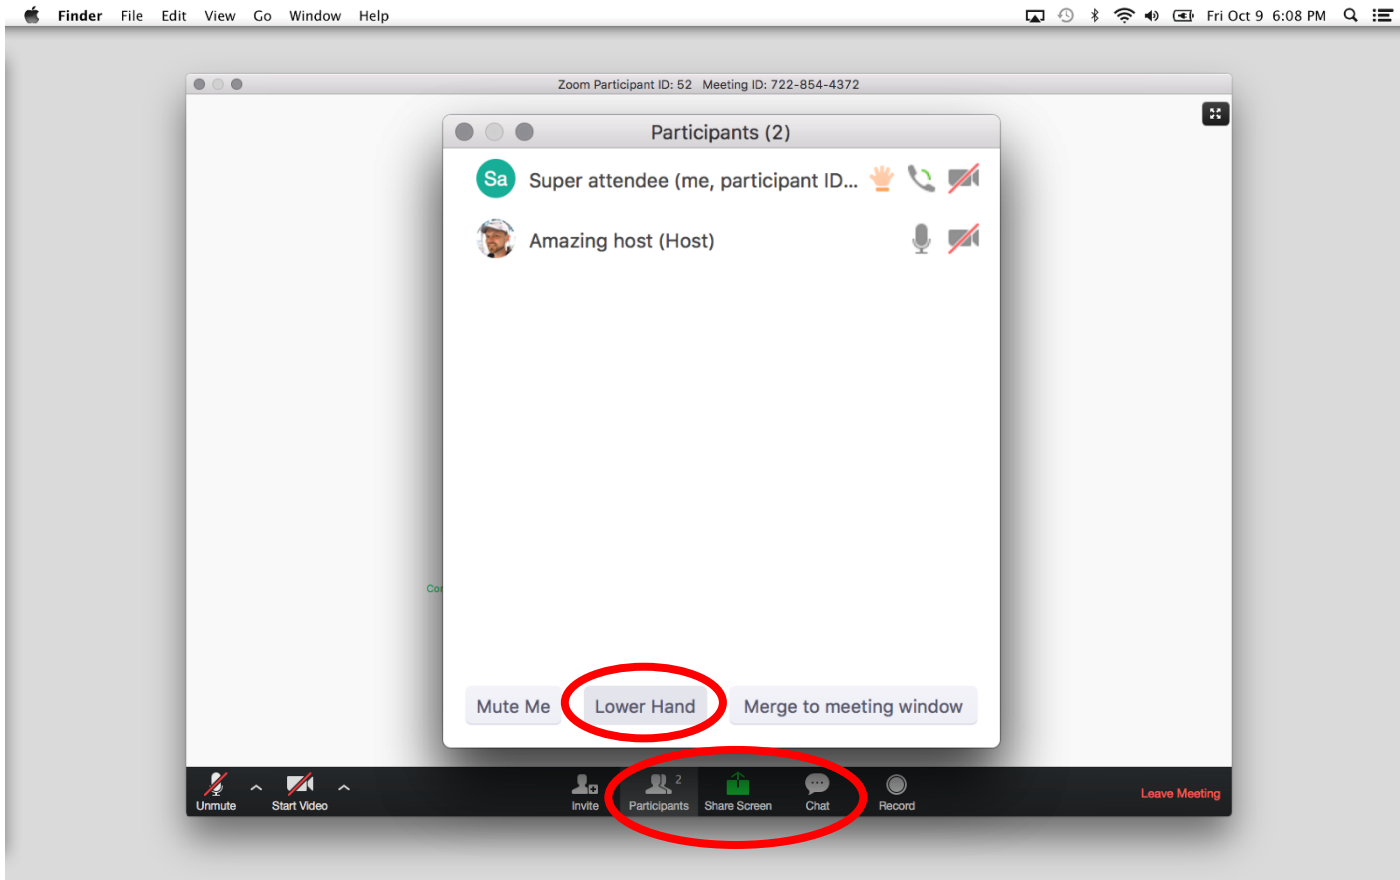 Finder File Edit View Go Window Help Fri Oct 9 6:08 PM
Zoom Participant ID: 52 Meeting ID: 722-854-4372
Participants (2)
Sa Super attendee (me, participant ID...
Amazing host (Host)
Mute Me Lower Hand Merge to meeting window
2
Unmute Start Video Invite Participants Share Screen Chat Record Leave Meeting